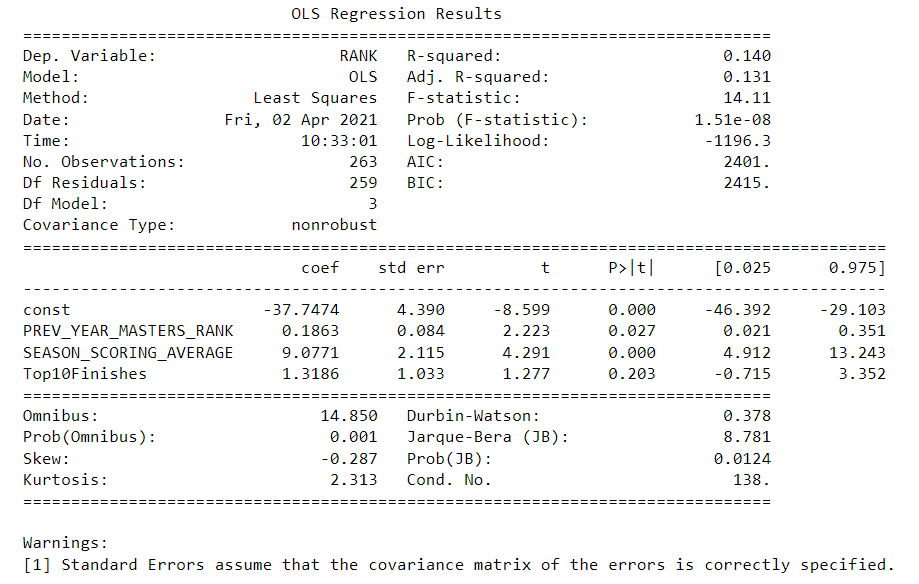 OLS Regression Results
==============================================================================
Dep. Variable:                   RANK   R-squared:                       0.140
Model:                            OLS   Adj. R-squared:                  0.131
Method:                 Least Squares   F-statistic:                     14.11
Date:                Fri, 02 Apr 2021   Prob (F-statistic):           1.51e-08
Time:                        10:33:01   Log-Likelihood:                -1196.3
No. Observations:                 263   AIC:                             2401.
Df Residuals:                     259   BIC:                             2415.
Df Model:                           3
Covariance Type:            nonrobust
==========================================================================================
                             coef    std err          t      P>|t|      [0.025      0.975]
------------------------------------------------------------------------------------------
const                    -37.7474      4.390     -8.599      0.000     -46.392     -29.103
PREV_YEAR_MASTERS_RANK     0.1863      0.084      2.223      0.027       0.021       0.351
SEASON_SCORING_AVERAGE     9.0771      2.115      4.291      0.000       4.912      13.243
Top10Finishes              1.3186      1.033      1.277      0.203      -0.715       3.352
==============================================================================
Omnibus:                       14.850   Durbin-Watson:                   0.378
Prob(Omnibus):                  0.001   Jarque-Bera (JB):                8.781
Skew:                          -0.287   Prob(JB):                       0.0124
Kurtosis:                       2.313   Cond. No.                         138.
==============================================================================
Warnings:
[1] Standard Errors assume that the covariance matrix of the errors is correctly specified.